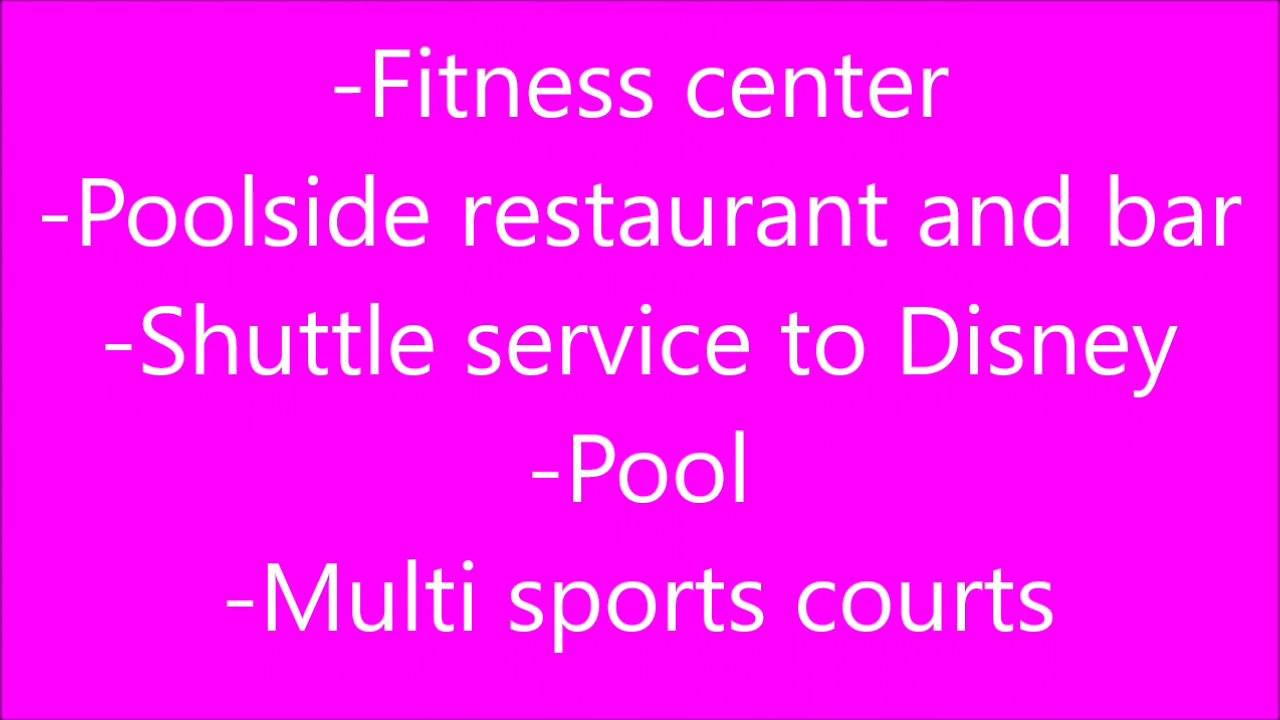 -Fitness center
-Poolside restaurant and bar
-Shuttle service to Disney
-Pool
-Multi sports courts